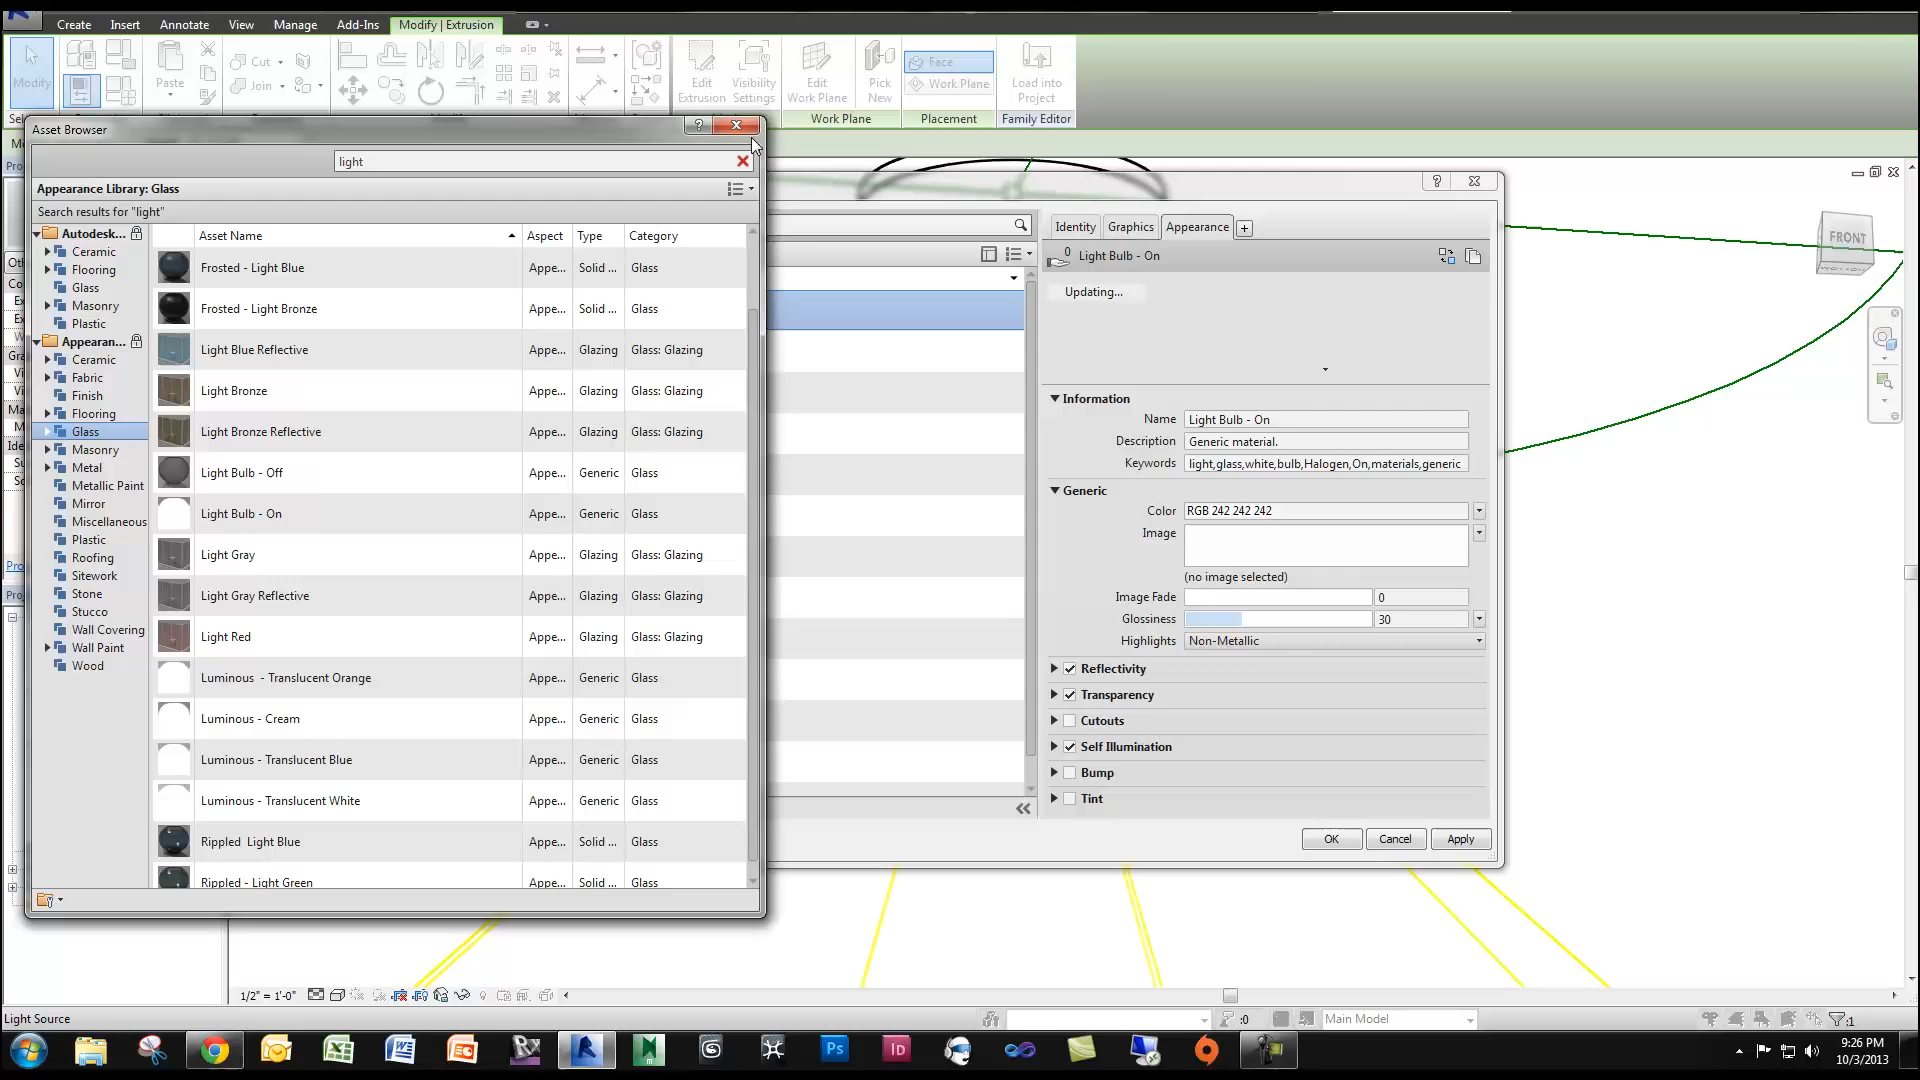 Create Insert Annotate View Manage Add-Ins Modify | Extrusion
Modify Paste Cut Join Edit Extrusion Visibility Settings Edit Work Plane Pick New Face Work Plane Load into Project
Work Plane Placement Family Editor
Asset Browser
light
Appearance Library: Glass
Search results for "light"
Autodesk...
Ceramic
Flooring
Glass
Masonry
Plastic
Appearan...
Ceramic
Fabric
Finish
Flooring
Glass
Masonry
Metal
Metallic Paint
Mirror
Miscellaneous
Plastic
Roofing
Sitework
Stone
Stucco
Wall Covering
Wall Paint
Wood
Asset Name Aspect Type Category
Frosted - Light Blue Appe... Solid ... Glass
Frosted - Light Bronze Appe... Solid ... Glass
Light Blue Reflective Appe... Glazing Glass: Glazing
Light Bronze Appe... Glazing Glass: Glazing
Light Bronze Reflective Appe... Glazing Glass: Glazing
Light Bulb - Off Appe... Generic Glass
Light Bulb - On Appe... Generic Glass
Light Gray Appe... Glazing Glass: Glazing
Light Gray Reflective Appe... Glazing Glass: Glazing
Light Red Appe... Glazing Glass: Glazing
Luminous - Translucent Orange Appe... Generic Glass
Luminous - Cream Appe... Generic Glass
Luminous - Translucent Blue Appe... Generic Glass
Luminous - Translucent White Appe... Generic Glass
Rippled Light Blue Appe... Solid ... Glass
Rippled - Light Green Appe... Solid ... Glass
Identity Graphics Appearance
0 Light Bulb - On
Updating...
Information
Name Light Bulb - On
Description Generic material.
Keywords light,glass,white,bulb,Halogen,On,materials,generic
Generic
Color RGB 242 242 242
Image
(no image selected)
Image Fade 0
Glossiness 30
Highlights Non-Metallic
Reflectivity
Transparency
Cutouts
Self Illumination
Bump
Tint
OK Cancel Apply
FRONT
1/2" = 1'-0"
Light Source :0 Main Model :1
Ps Id
9:26 PM
10/3/2013